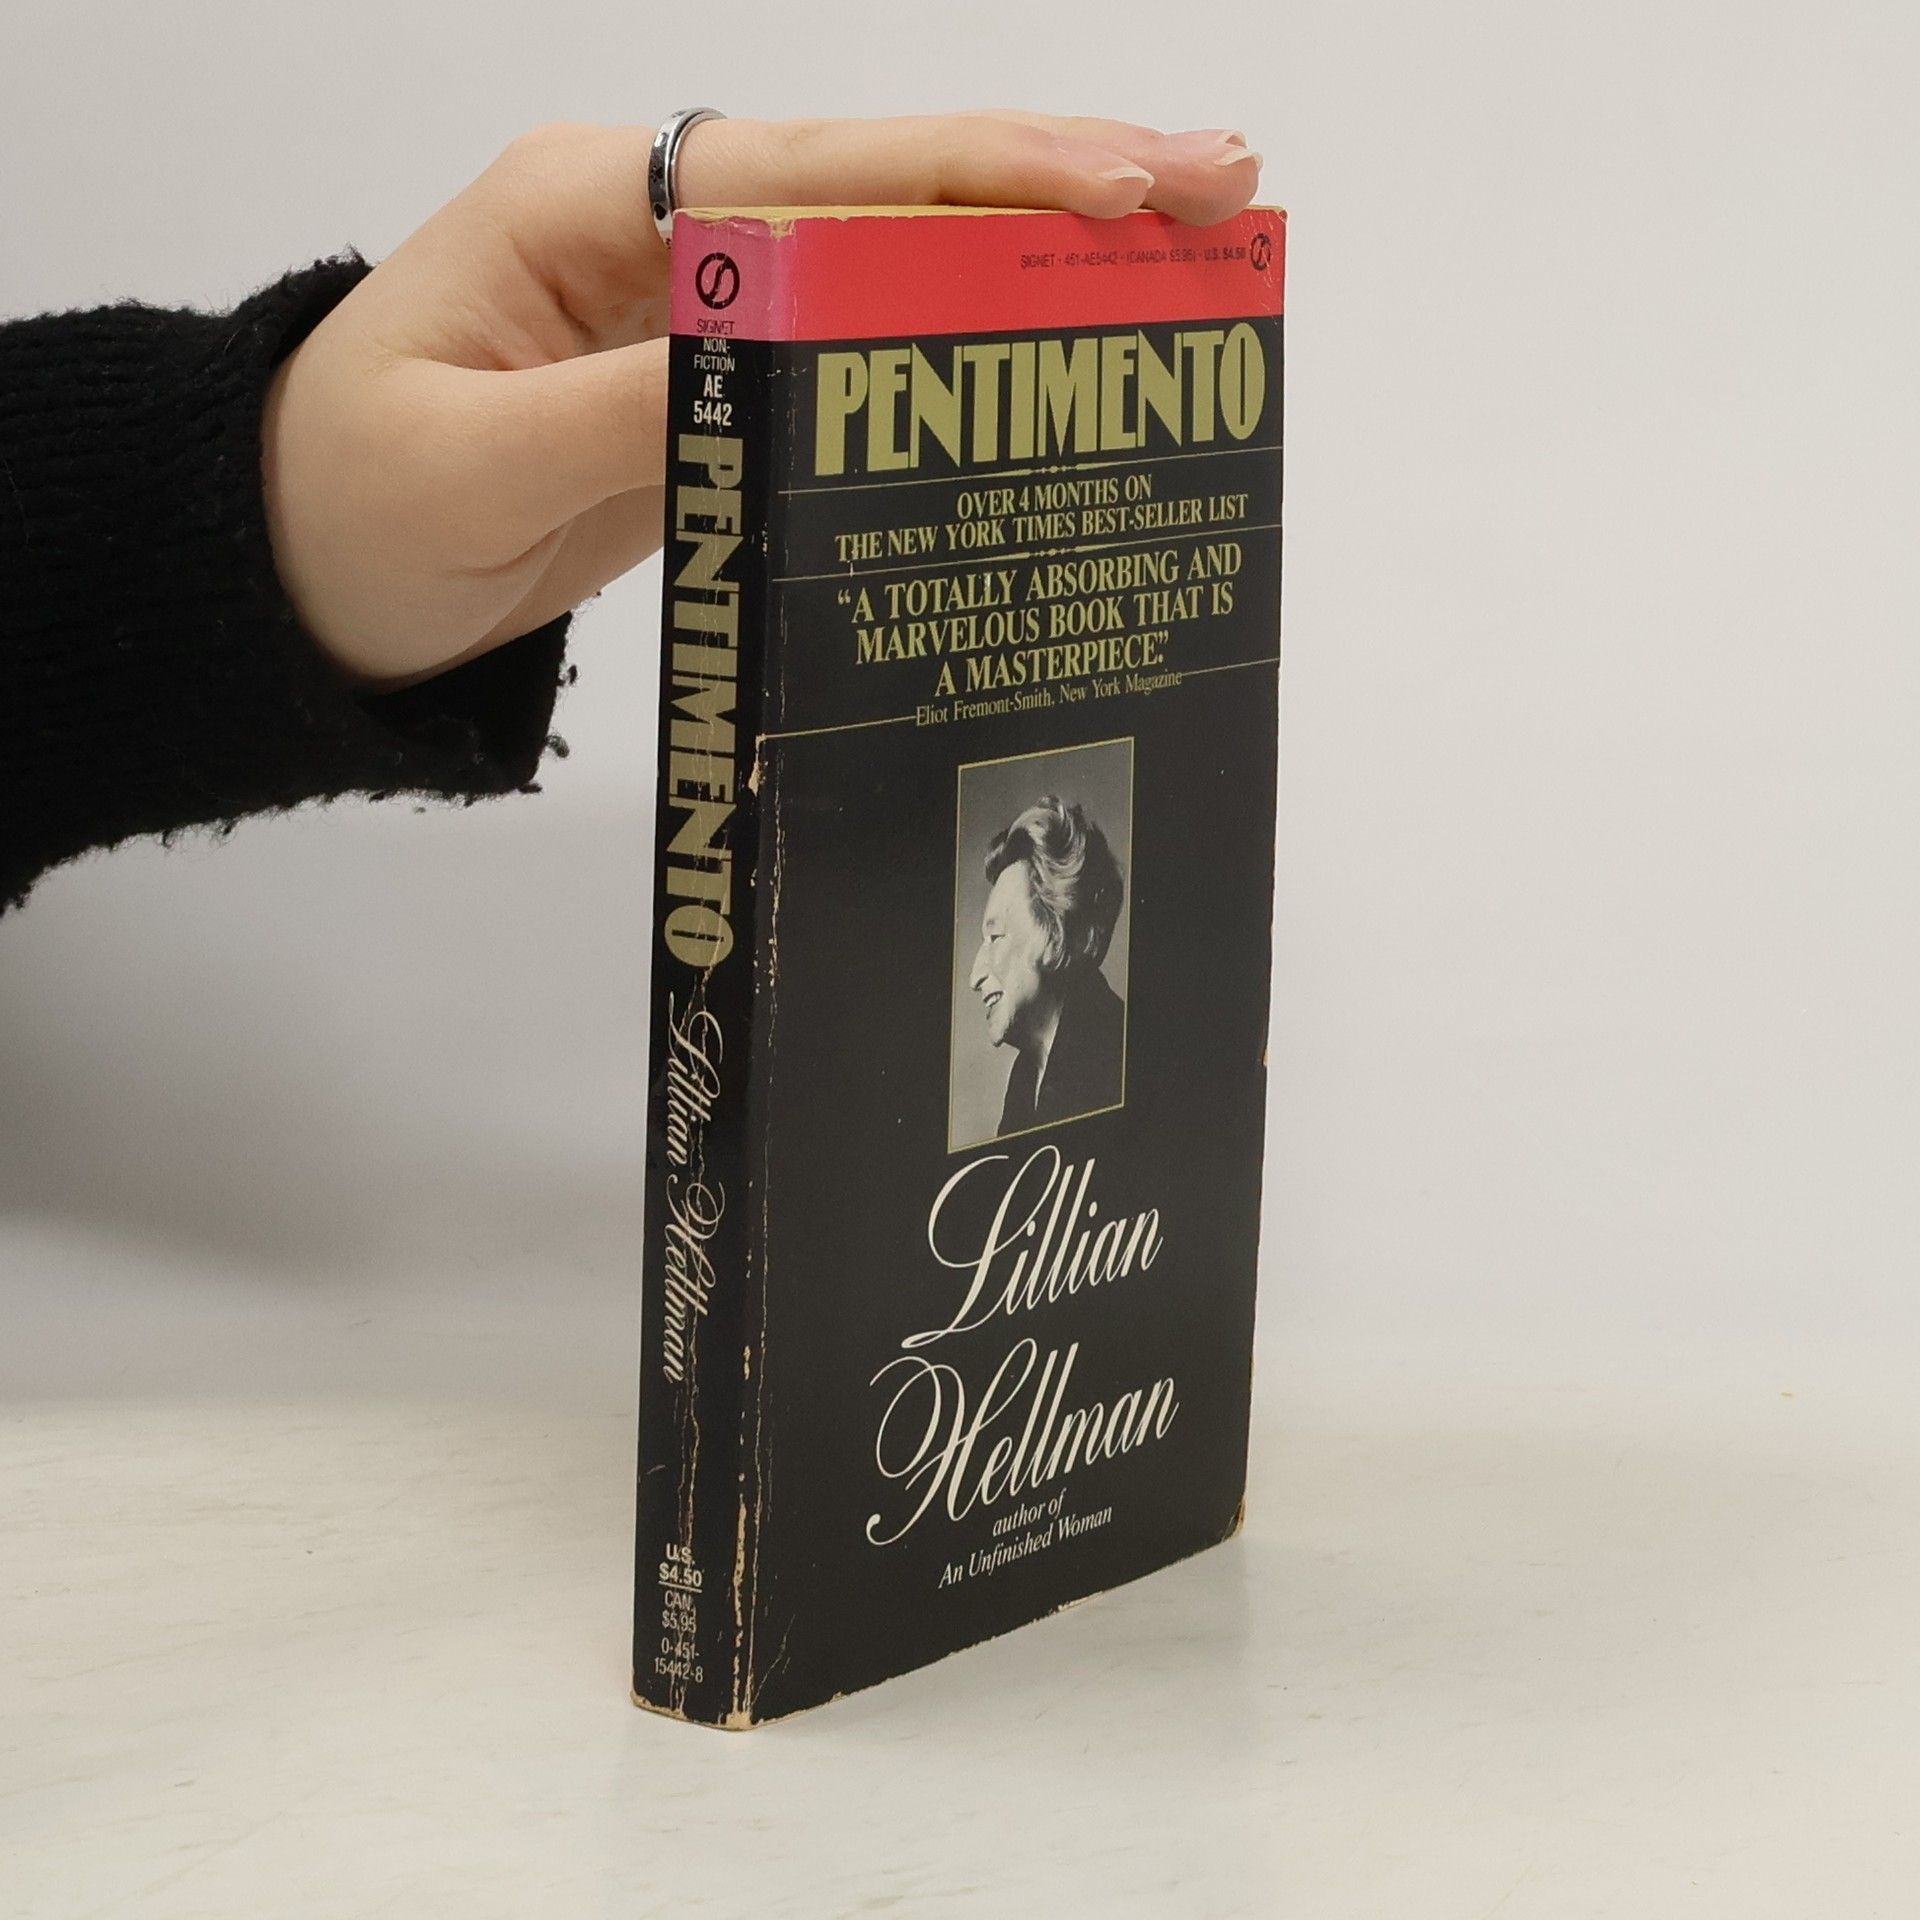 SIGNET
NON-
FICTION
AE
5442
PENTIMENTO
Lillian Hellman
U.S.
$4.50
CAN.
$5.95
0-451-
15442-8
SIGNET · 451-AE5442 · (CANADA $5.95) · U.S. $4.50
PENTIMENTO
OVER 4 MONTHS ON
THE NEW YORK TIMES BEST-SELLER LIST
“A TOTALLY ABSORBING AND
MARVELOUS BOOK THAT IS
A MASTERPIECE.”
Eliot Fremont-Smith, New York Magazine
Lillian
Hellman
author of
An Unfinished Woman